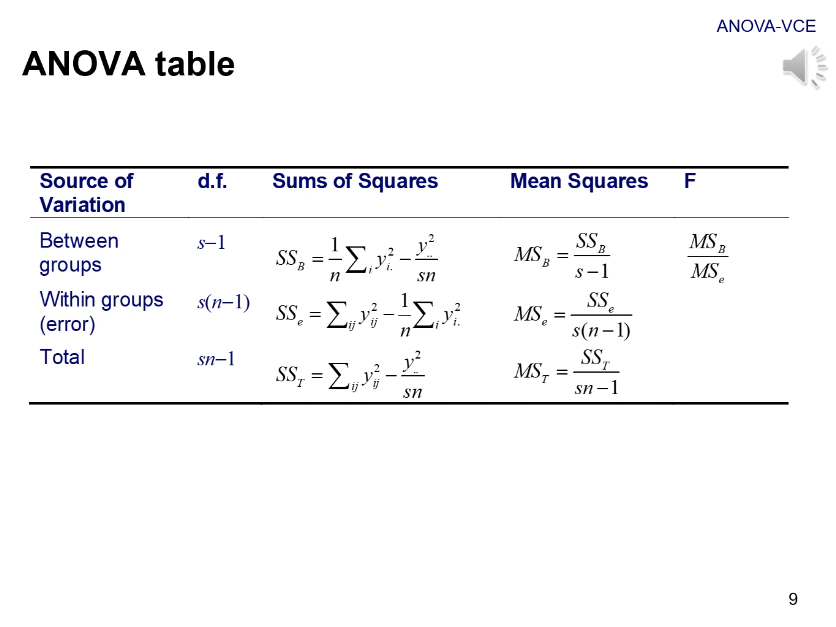 ANOVA-VCE
ANOVA table
Source of Variation d.f. Sums of Squares Mean Squares F
Between groups s−1 SS_B = \frac{1}{n}\sum_i y_{i.}^2 − \frac{y_{..}^2}{sn} MS_B = \frac{SS_B}{s−1} \frac{MS_B}{MS_e}
Within groups (error) s(n−1) SS_e = \sum_{ij} y_{ij}^2 − \frac{1}{n}\sum_i y_{i.}^2 MS_e = \frac{SS_e}{s(n−1)}
Total sn−1 SS_T = \sum_{ij} y_{ij}^2 − \frac{y_{..}^2}{sn} MS_T = \frac{SS_T}{sn−1}
9